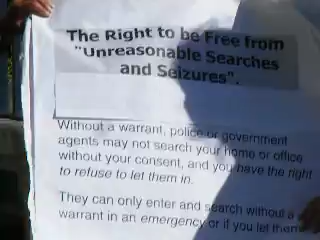 The Right to be Free from
"Unreasonable Searches
and Seizures".
Without a warrant, police or government
agents may not search your home or office
without your consent, and you have the right
to refuse to let them in.
They can only enter and search without a
warrant in an emergency or if you let them